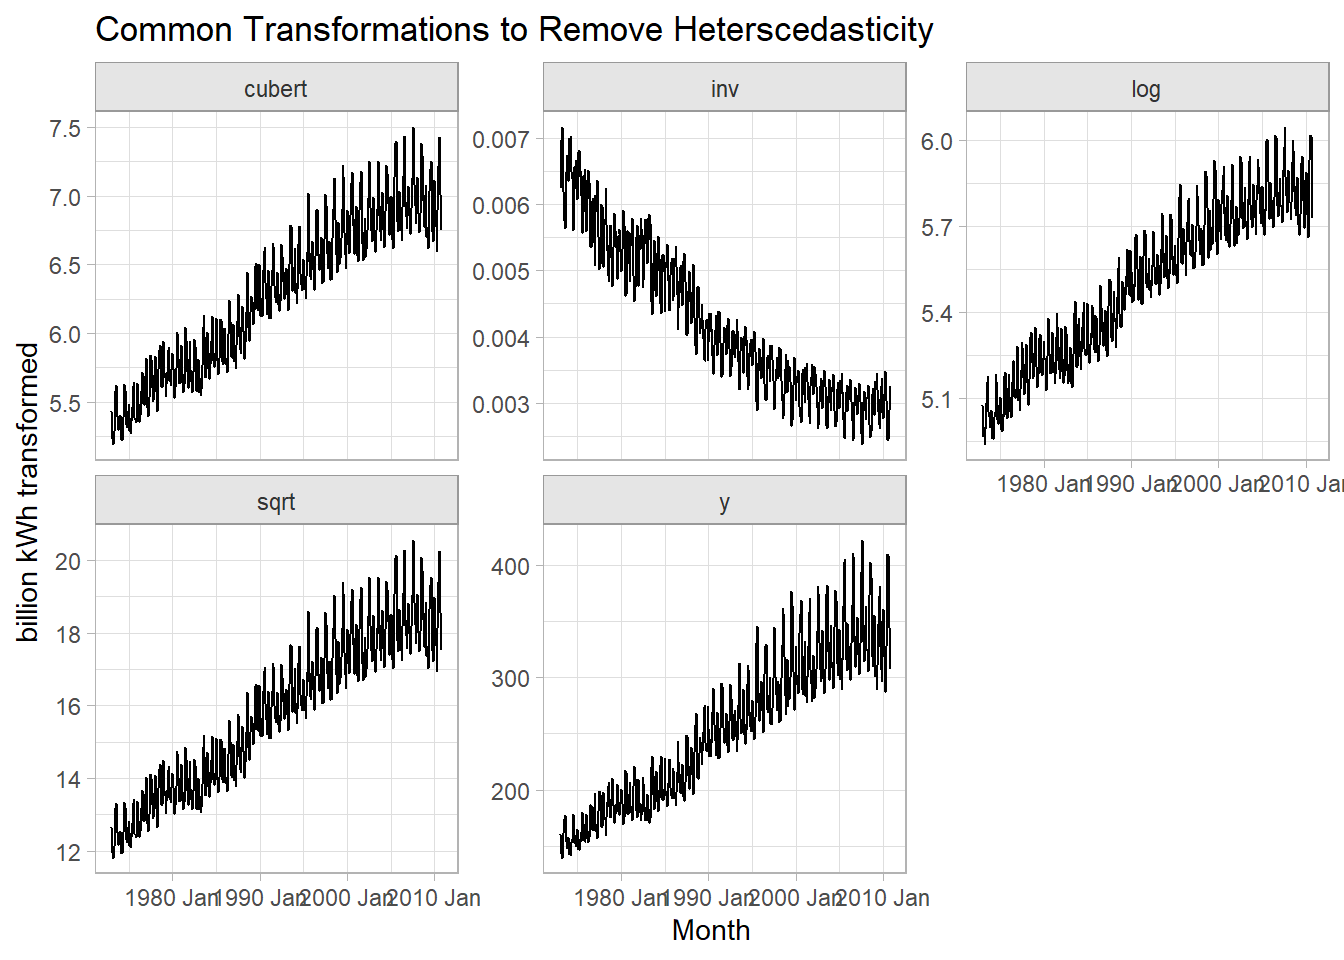 Common Transformations to Remove Heterscedasticity
cubert
inv
log
7.5
7.0
6.5
6.0
5.5
0.007
0.006
0.005
0.004
0.003
6.0
5.7
5.4
5.1
1980 Jan
1990 Jan
2000 Jan
2010 Jan
billion kWh transformed
sqrt
y
20
18
16
14
12
400
300
200
1980 Jan
1990 Jan
2000 Jan
2010 Jan
1980 Jan
1990 Jan
2000 Jan
2010 Jan
Month